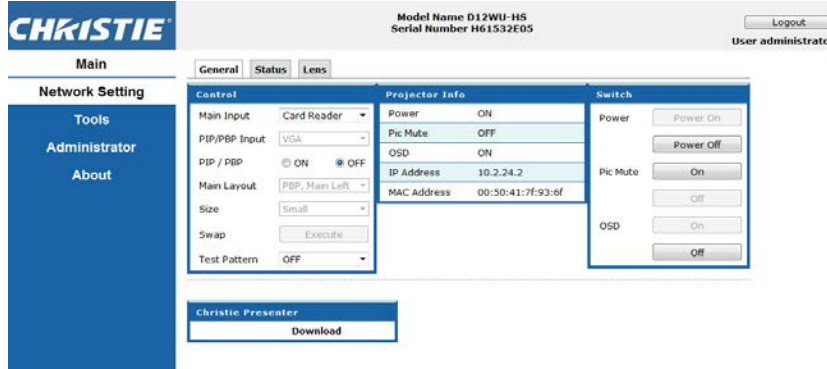 CHRISTIE
Model Name D12WU-HS
Serial Number H61532E05
Logout
User administrato
Main
Network Setting
Tools
Administrator
About
General Status Lens
Control
Main Input Card Reader
PIP/PBP Input VGA
PIP / PBP ON OFF
Main Layout PBP, Main Left
Size Small
Swap Execute
Test Pattern OFF
Projector Info
Power ON
Pic Mute OFF
OSD ON
IP Address 10.2.24.2
MAC Address 00:50:41:7f:93:6f
Switch
Power Power On
Power Off
Pic Mute On
Off
OSD On
Off
Christie Presenter
Download